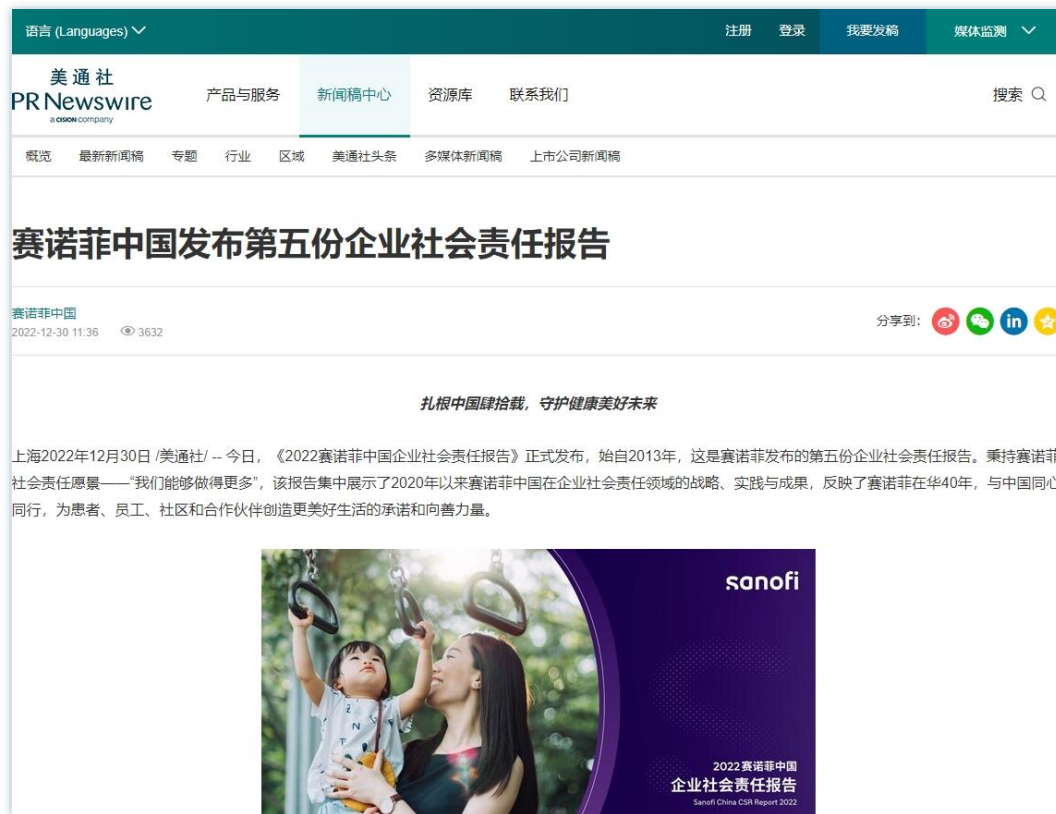 语言 (Languages)
注册 登录 我要发稿 媒体监测
美通社
PR Newswire
a CISION company
产品与服务 新闻稿中心 资源库 联系我们
搜索
概览 最新新闻稿 专题 行业 区域 美通社头条 多媒体新闻稿 上市公司新闻稿
赛诺菲中国发布第五份企业社会责任报告
赛诺菲中国
2022-12-30 11:36 3632
分享到:
in
扎根中国肆拾载，守护健康美好未来
上海2022年12月30日 /美通社/ -- 今日，《2022赛诺菲中国企业社会责任报告》正式发布，始自2013年，这是赛诺菲发布的第五份企业社会责任报告。秉持赛诺菲
社会责任愿景——“我们能够做得更多”，该报告集中展示了2020年以来赛诺菲中国在企业社会责任领域的战略、实践与成果，反映了赛诺菲在华40年，与中国同心
同行，为患者、员工、社区和合作伙伴创造更美好生活的承诺和向善力量。
sanofi
2022赛诺菲中国
企业社会责任报告
Sanofi China CSR Report 2022